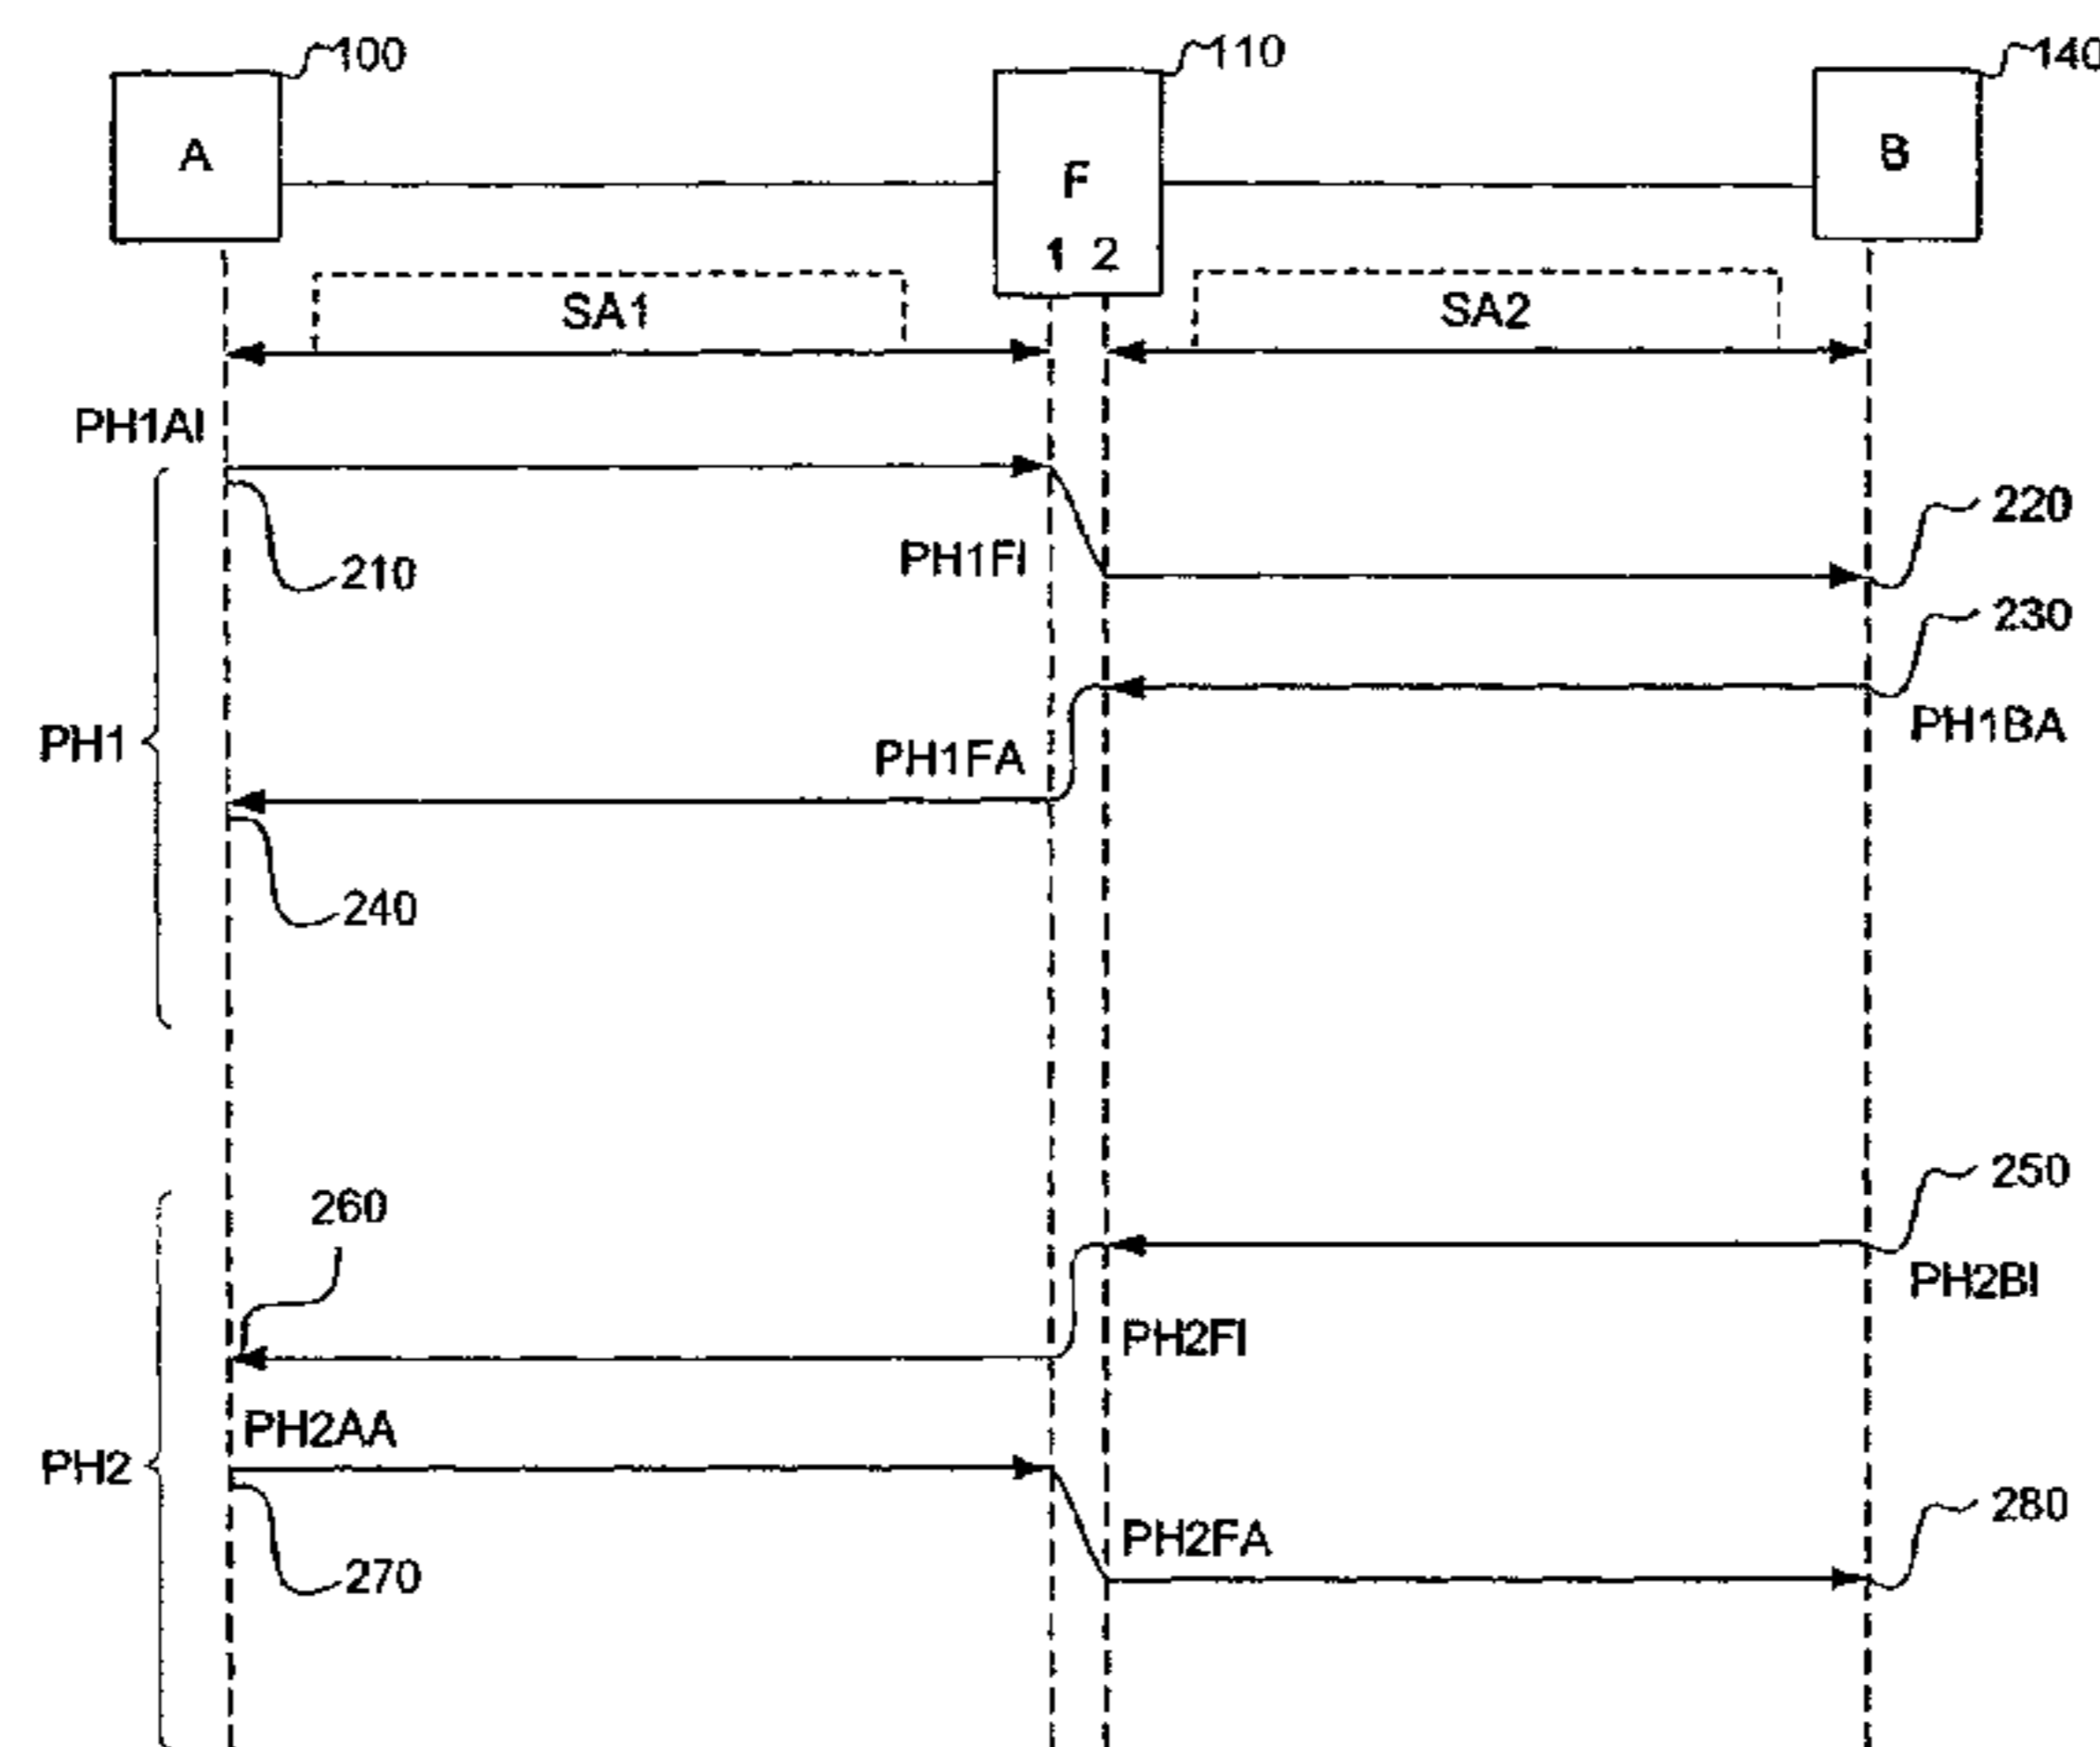 100
110
140
A
F
B
1 2
SA1
SA2
PH1AI
220
PH1FI
210
230
PH1BA
PH1
PH1FA
240
250
260
PH2BI
PH2FI
PH2AA
PH2
280
PH2FA
270